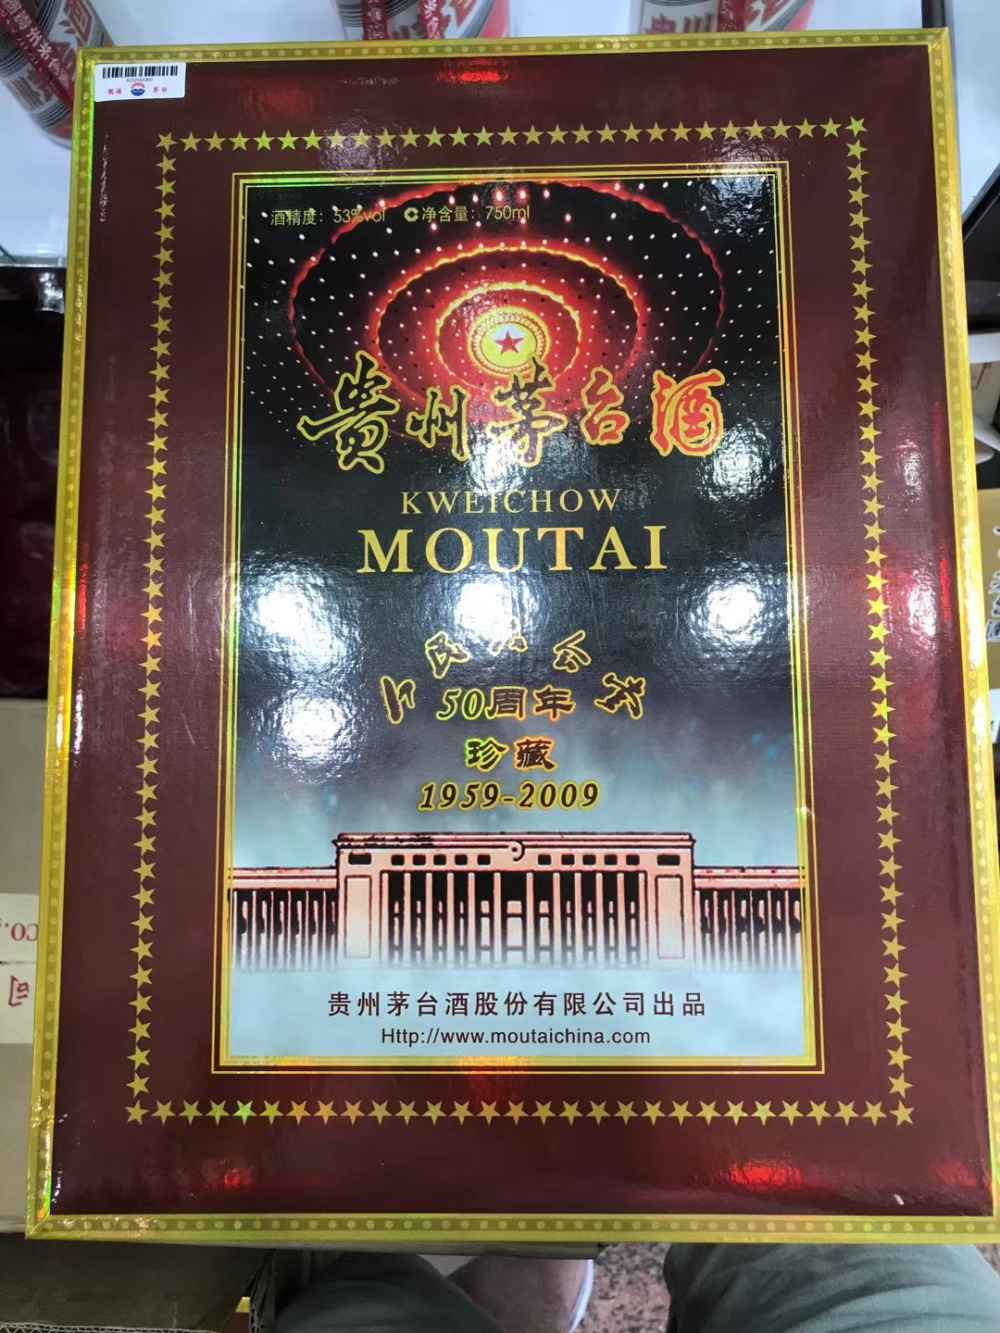 酒精度：53%vol 净含量：750ml
贵州茅台酒
KWEICHOW
MOUTAI
人民大会堂
50周年
珍藏
1959-2009
贵州茅台酒股份有限公司出品
Http://www.moutaichina.com